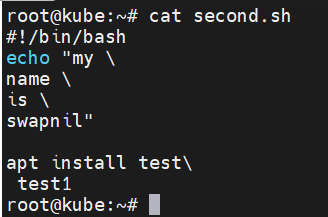 root@kube:~# cat second.sh
#!/bin/bash
echo "my \
name \
is \
swapnil"

apt install test\
 test1
root@kube:~#